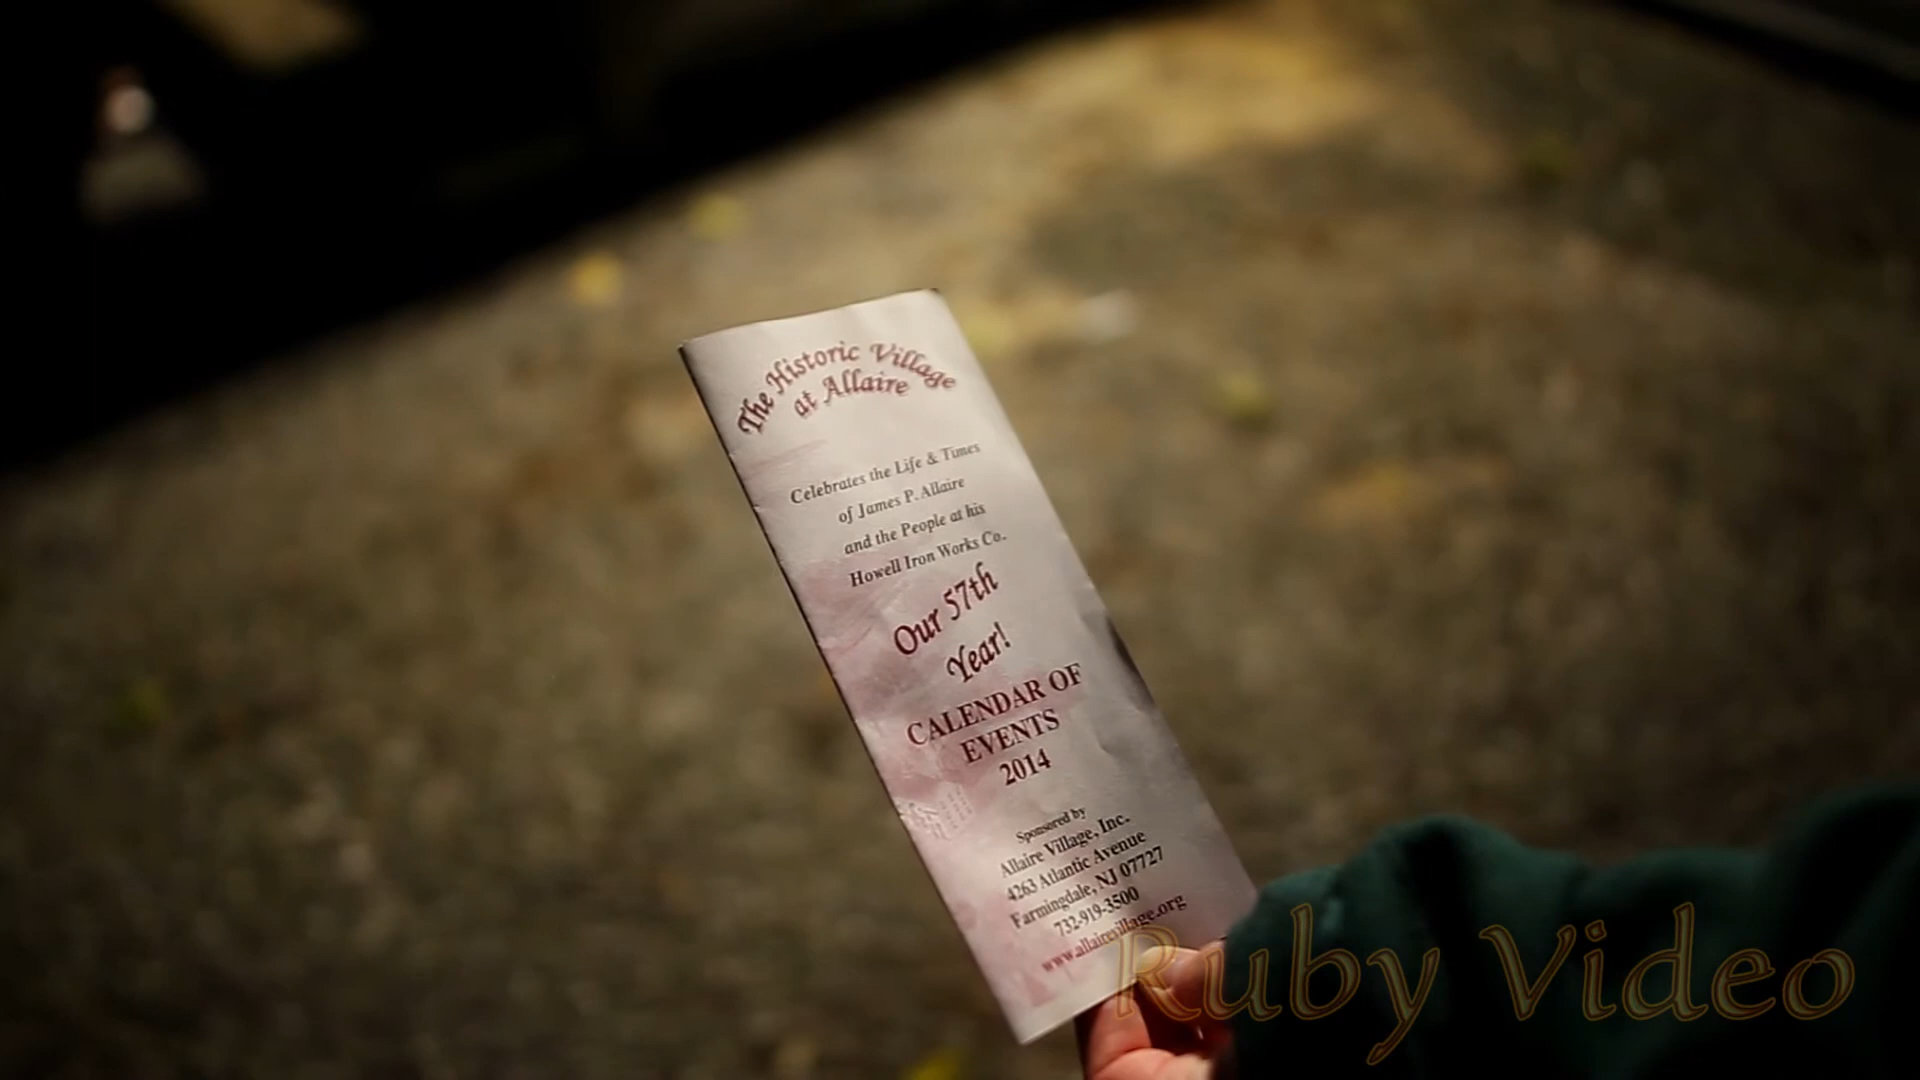 The Historic Village
at Allaire
Celebrates the Life & Times
of James P. Allaire
and the People at his
Howell Iron Works Co.
Our 57th
Year!
CALENDAR OF
EVENTS
2014
Sponsored by
Allaire Village, Inc.
4263 Atlantic Avenue
Farmingdale, NJ 07727
732-919-3500
www.allairevillage.org
Ruby Video